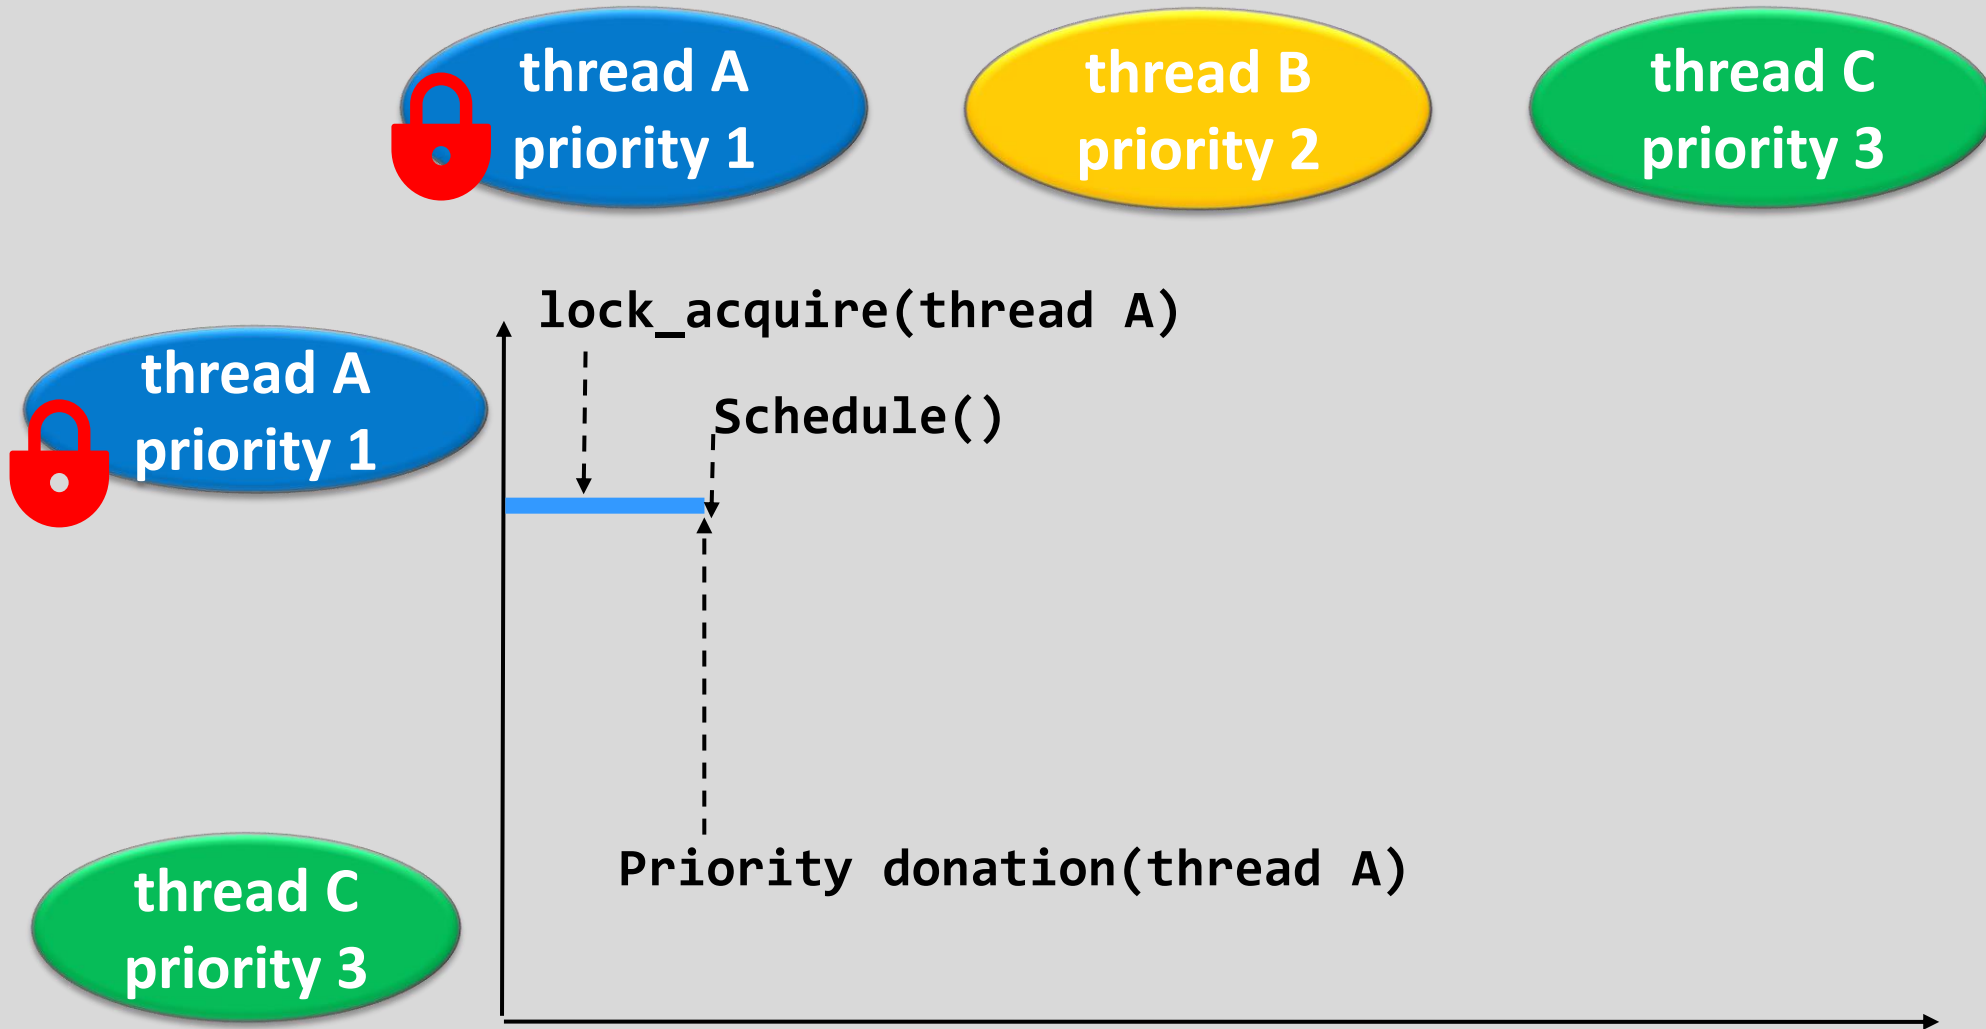 thread A
priority 1
thread B
priority 2
thread C
priority 3
lock_acquire(thread A)
thread A
priority 1
Schedule()
Priority donation(thread A)
thread C
priority 3